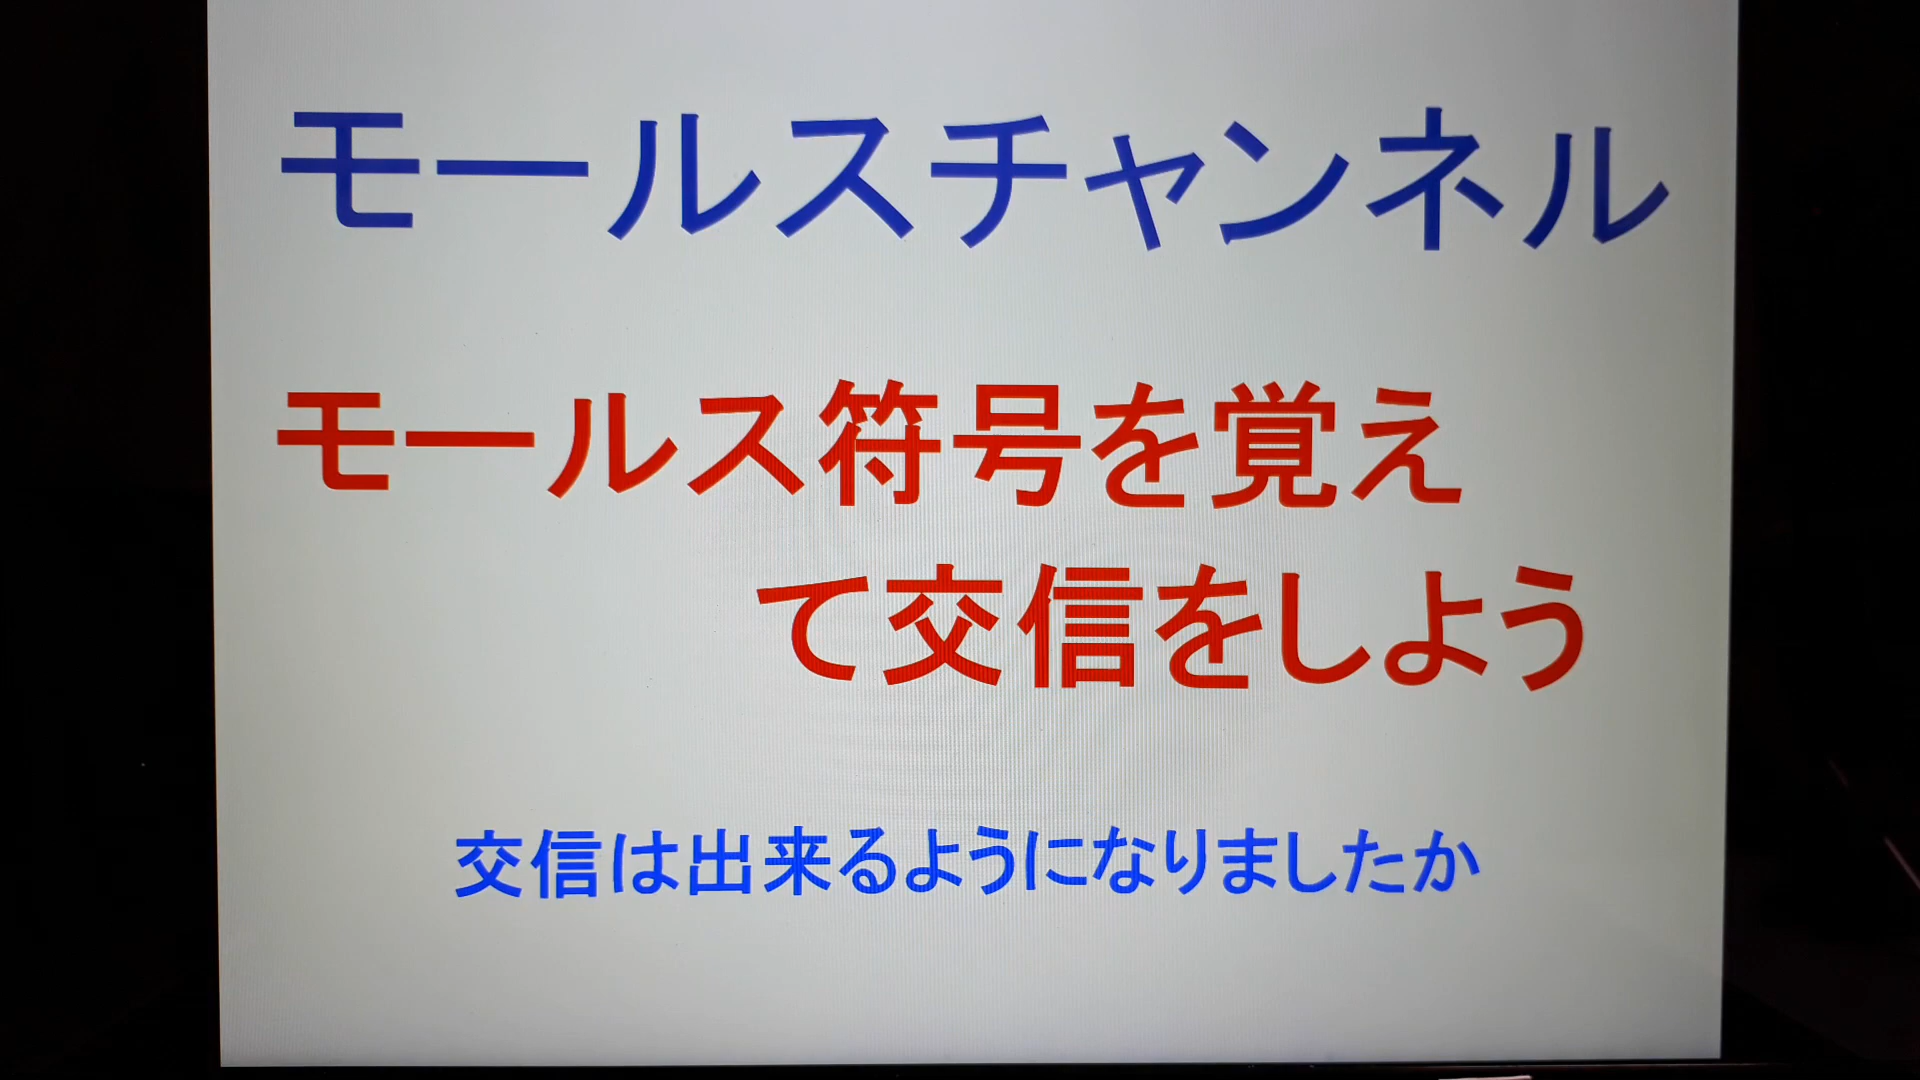 モールスチャンネル
モールス符号を覚え
て交信をしよう
交信は出来るようになりましたか